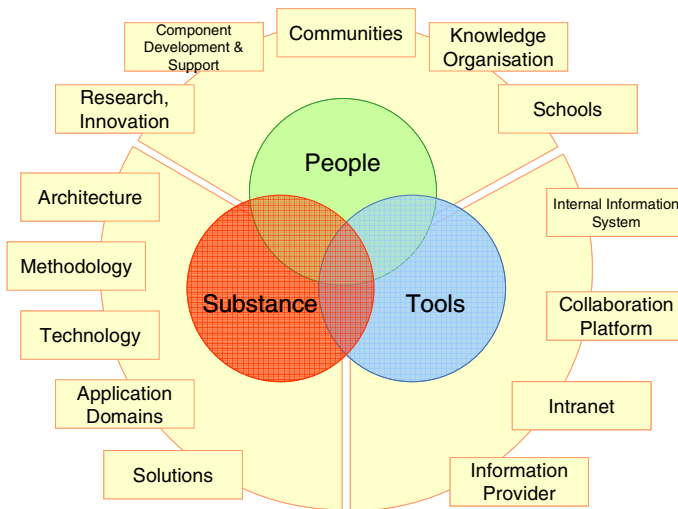 Component
Development &
Support
Communities
Knowledge
Organisation
Research,
Innovation
Schools
People
Architecture
Internal Information
System
Methodology
Substance
Tools
Collaboration
Platform
Technology
Application
Domains
Intranet
Solutions
Information
Provider